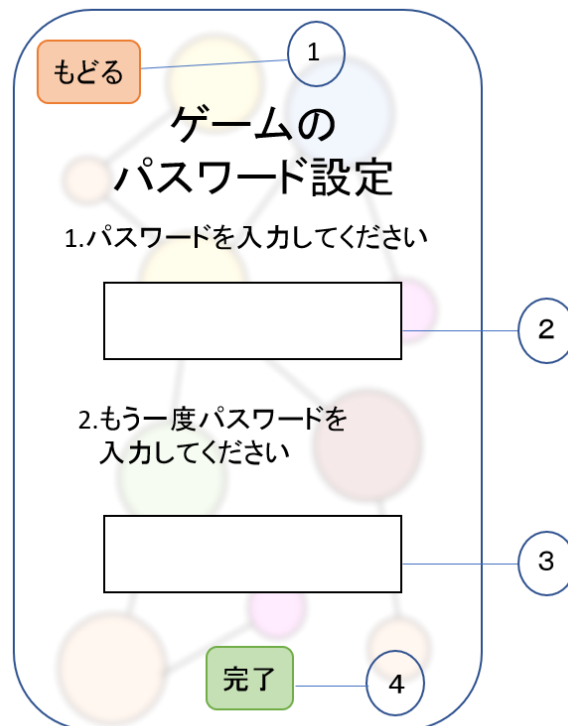 もどる
1
ゲームの
パスワード設定
1.パスワードを入力してください
2
2.もう一度パスワードを
入力してください
3
完了
4